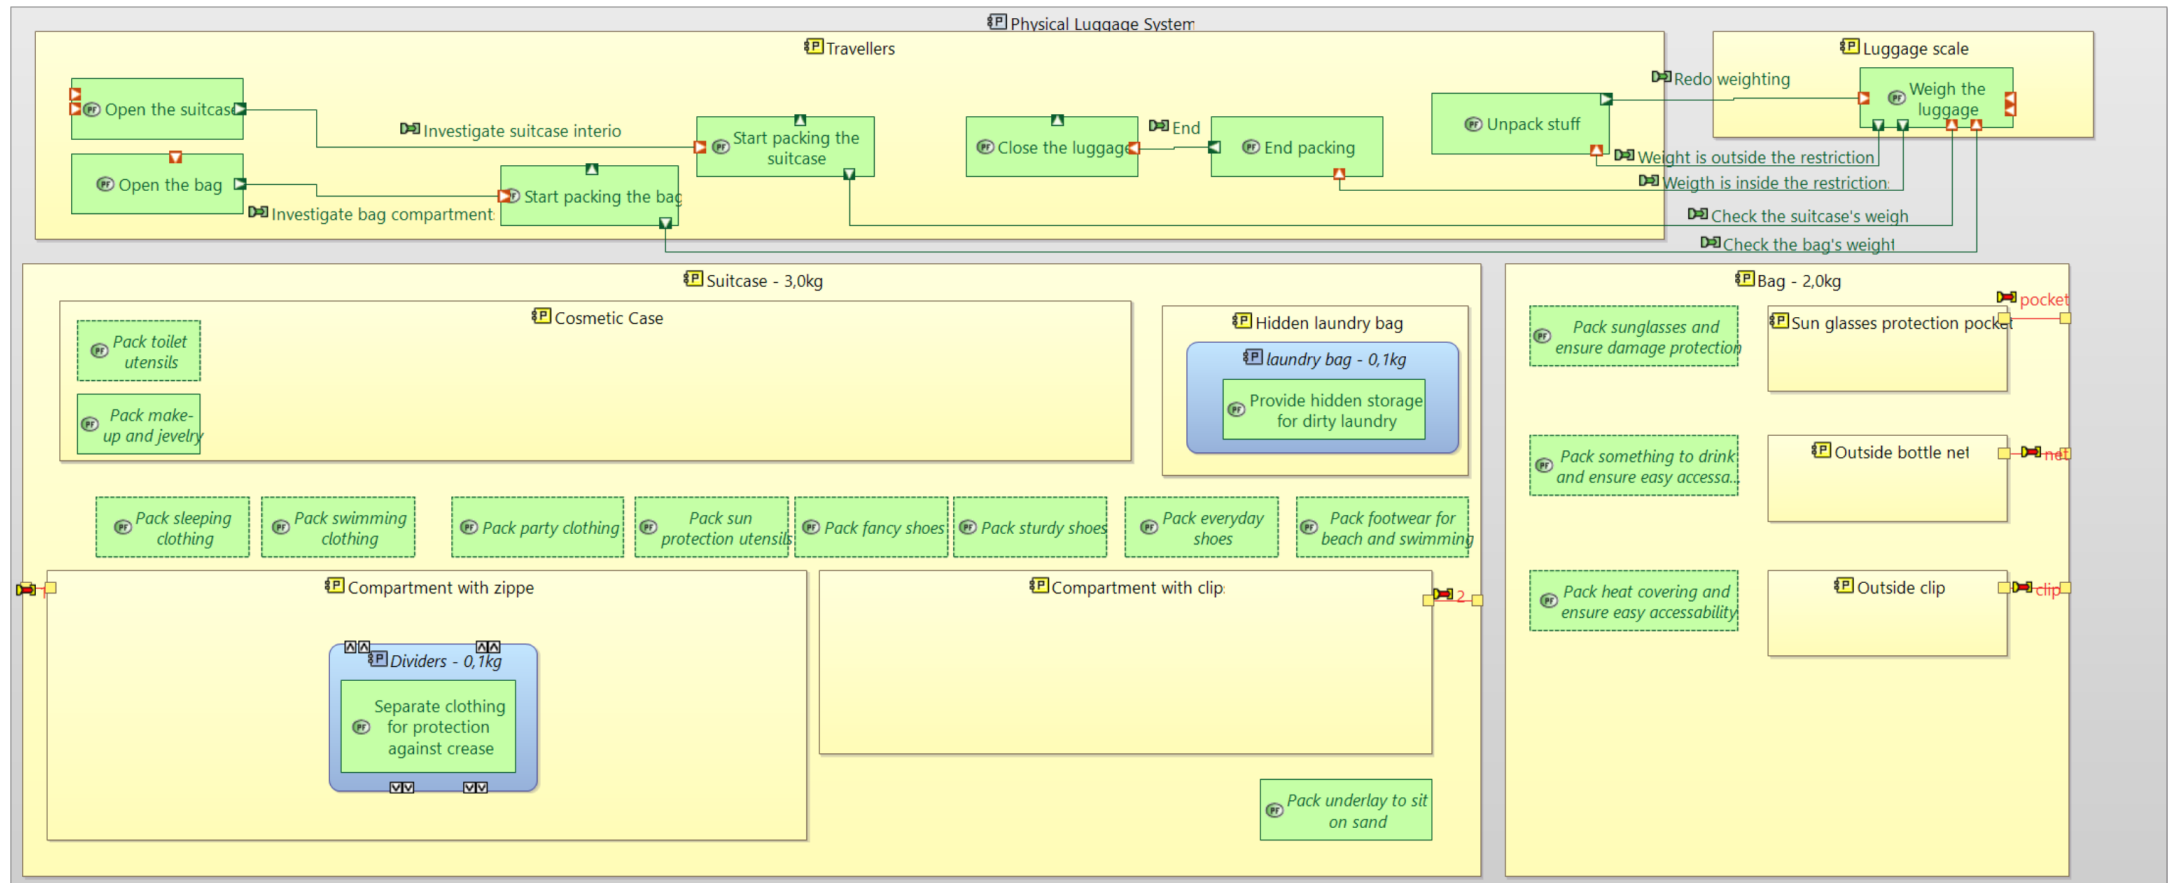 Physical Luggage System
Travellers
Luggage scale
Open the suitcase
Investigate suitcase interio
Start packing the
suitcase
Close the luggage
End
End packing
Unpack stuff
Redo weighting
Weigh the
luggage
Open the bag
Investigate bag compartment
Start packing the bag
Weight is outside the restriction
Weigth is inside the restriction
Check the suitcase's weigh
Check the bag's weight
Suitcase - 3,0kg
Cosmetic Case
Pack toilet
utensils
Pack make-
up and jevelry
Hidden laundry bag
laundry bag - 0,1kg
Provide hidden storage
for dirty laundry
Pack sleeping
clothing
Pack swimming
clothing
Pack party clothing
Pack sun
protection utensils
Pack fancy shoes
Pack sturdy shoes
Pack everyday
shoes
Pack footwear for
beach and swimming
Compartment with zippe
Dividers - 0,1kg
Separate clothing
for protection
against crease
Compartment with clip
2
Pack underlay to sit
on sand
Bag - 2,0kg
Pack sunglasses and
ensure damage protection
Sun glasses protection pocket
pocket
Pack something to drink
and ensure easy accessa...
Outside bottle net
net
Pack heat covering and
ensure easy accessability
Outside clip
clip